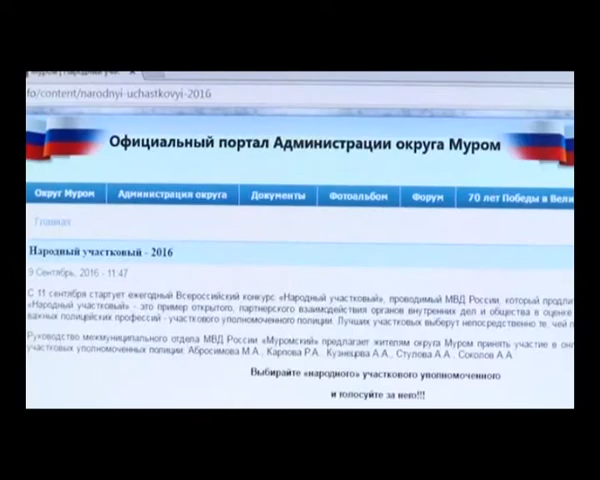 Муром | Народный уча
fo/content/narodnyi-uchastkovyi-2016
Официальный портал Администрации округа Муром
Округ Муром Администрация округа Документы Фотоальбом Форум 70 лет Победы в Вели
Главная
Народный участковый - 2016
9 Сентябрь, 2016 - 11:47
С 11 сентября стартует ежегодный Всероссийский конкурс «Народный участковый», проводимый МВД России, который продли
«Народный участковый» - это пример открытого, партнерского взаимодействия органов внутренних дел и общества в оценке
важных полицейских профессий - участкового уполномоченного полиции. Лучших участковых выберут непосредственно те, чей п
Руководство межмуниципального отдела МВД России «Муромский» предлагает жителям округа Муром принять участие в он
участковых уполномоченных полиции: Абросимова М.А., Карпова Р.А., Кузнецова А.А., Стулова А.А., Соколов А.А.
Выбирайте «народного» участкового уполномоченного
и голосуйте за него!!!